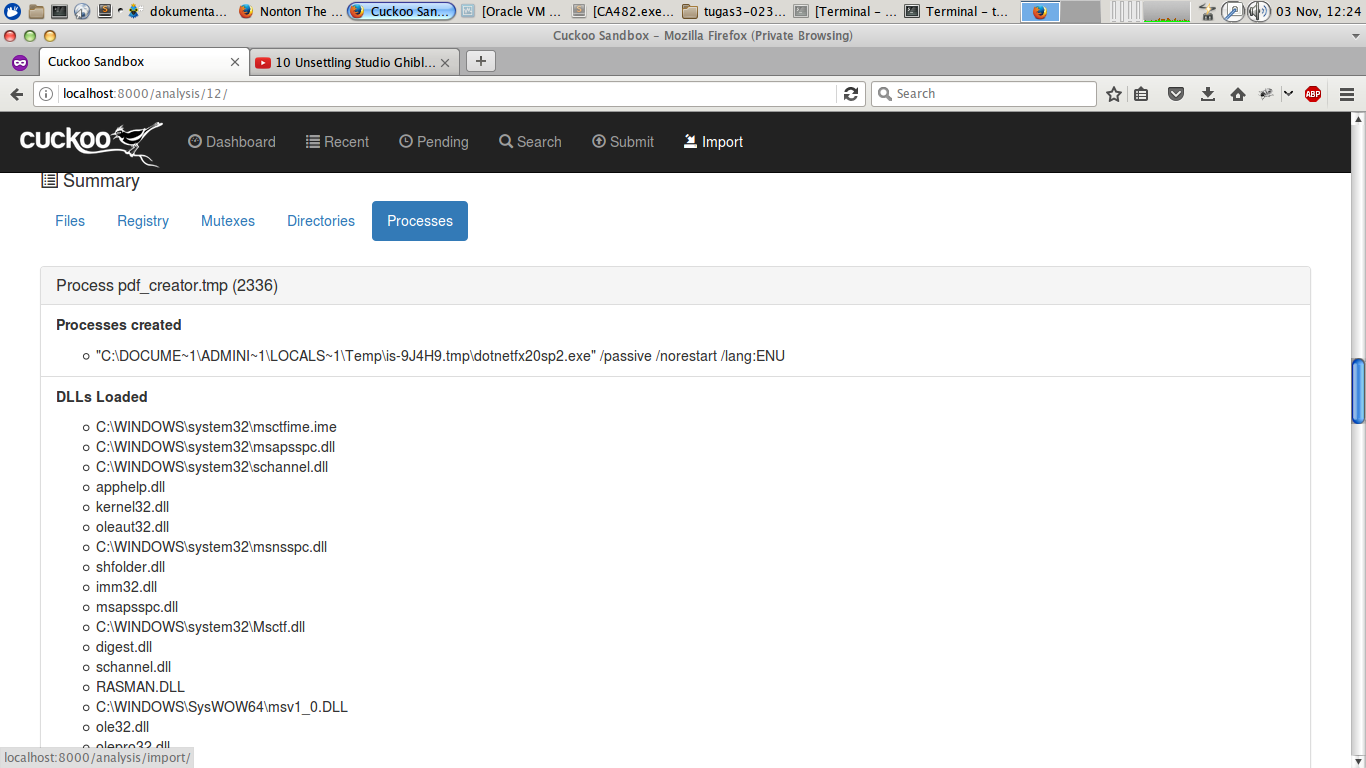 dokumenta... Nonton The ... Cuckoo San... [Oracle VM ... [CA482.exe... tugas3-023... [Terminal – ... Terminal – t... 03 Nov, 12:24
Cuckoo Sandbox – Mozilla Firefox (Private Browsing)
Cuckoo Sandbox 10 Unsettling Studio Ghibl...
localhost:8000/analysis/12/ Search ABP
cuckoo Dashboard Recent Pending Search Submit Import
Summary
Files Registry Mutexes Directories Processes
Process pdf_creator.tmp (2336)
Processes created
"C:\DOCUME~1\ADMINI~1\LOCALS~1\Temp\is-9J4H9.tmp\dotnetfx20sp2.exe" /passive /norestart /lang:ENU
DLLs Loaded
C:\WINDOWS\system32\msctfime.ime
C:\WINDOWS\system32\msapsspc.dll
C:\WINDOWS\system32\schannel.dll
apphelp.dll
kernel32.dll
oleaut32.dll
C:\WINDOWS\system32\msnsspc.dll
shfolder.dll
imm32.dll
msapsspc.dll
C:\WINDOWS\system32\Msctf.dll
digest.dll
schannel.dll
RASMAN.DLL
C:\WINDOWS\SysWOW64\msv1_0.DLL
ole32.dll
olepro32.dll
localhost:8000/analysis/import/